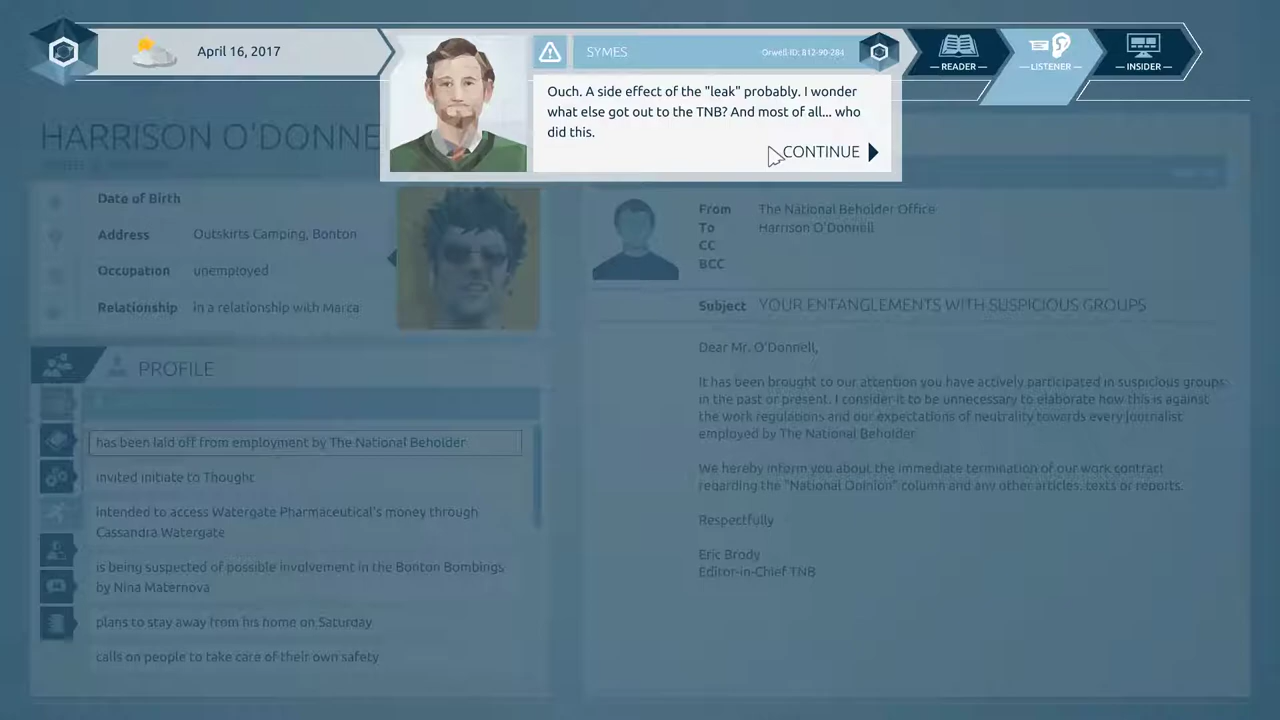 April 16, 2017
SYMES
Orwell-ID: 812-90-284
— READER —
— LISTENER —
— INSIDER —
Ouch. A side effect of the "leak" probably. I wonder
what else got out to the TNB? And most of all... who
did this.
CONTINUE
HARRISON O'DONNE
Date of Birth
Address Outskirts Camping, Bonton
Occupation unemployed
Relationship in a relationship with Marca
PROFILE
has been laid off from employment by The National Beholder
invited initiate to Thought
intended to access Watergate Pharmaceutical's money through
Cassandra Watergate
is being suspected of possible involvement in the Bonton Bombings
by Nina Maternova
plans to stay away from his home on Saturday
calls on people to take care of their own safety
From The National Beholder Office
To Harrison O'Donnell
CC
BCC
Subject YOUR ENTANGLEMENTS WITH SUSPICIOUS GROUPS
Dear Mr. O'Donnell,
It has been brought to our attention you have actively participated in suspicious groups
in the past or present. I consider it to be unnecessary to elaborate how this is against
the work regulations and our expectations of neutrality towards every journalist
employed by The National Beholder
We hereby inform you about the immediate termination of our work contract
regarding the "National Opinion" column and any other articles, texts or reports.
Respectfully
Eric Brody
Editor-in-Chief TNB